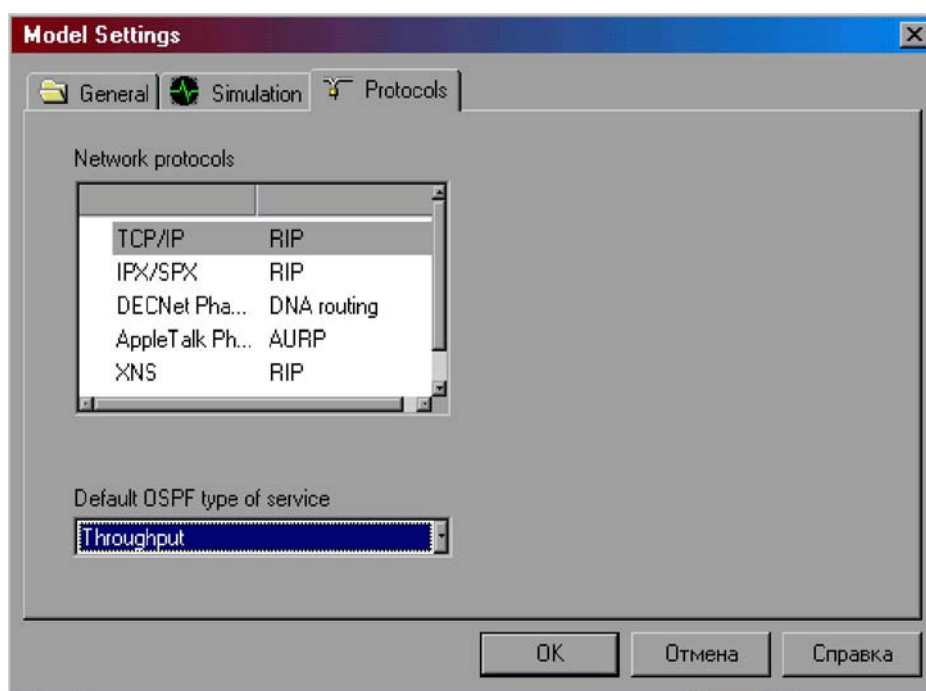 Model Settings
General Simulation Protocols
Network protocols
TCP/IP RIP
IPX/SPX RIP
DECNet Pha... DNA routing
AppleTalk Ph... AURP
XNS RIP
Default OSPF type of service
Throughput
OK Отмена Справка